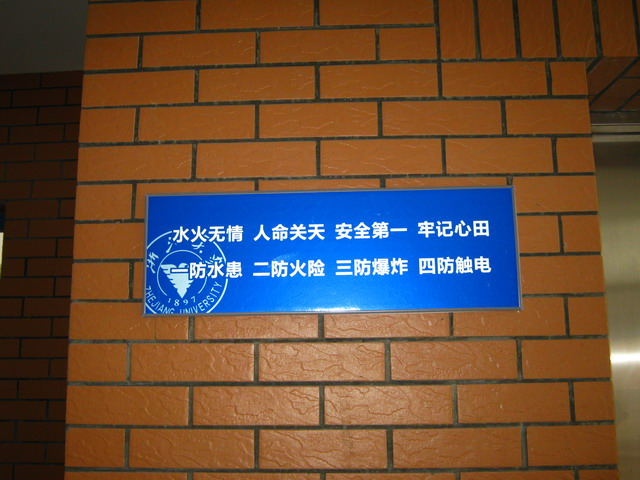 水火无情 人命关天 安全第一 牢记心田
一防水患 二防火险 三防爆炸 四防触电
1897
ZHEJIANG UNIVERSITY